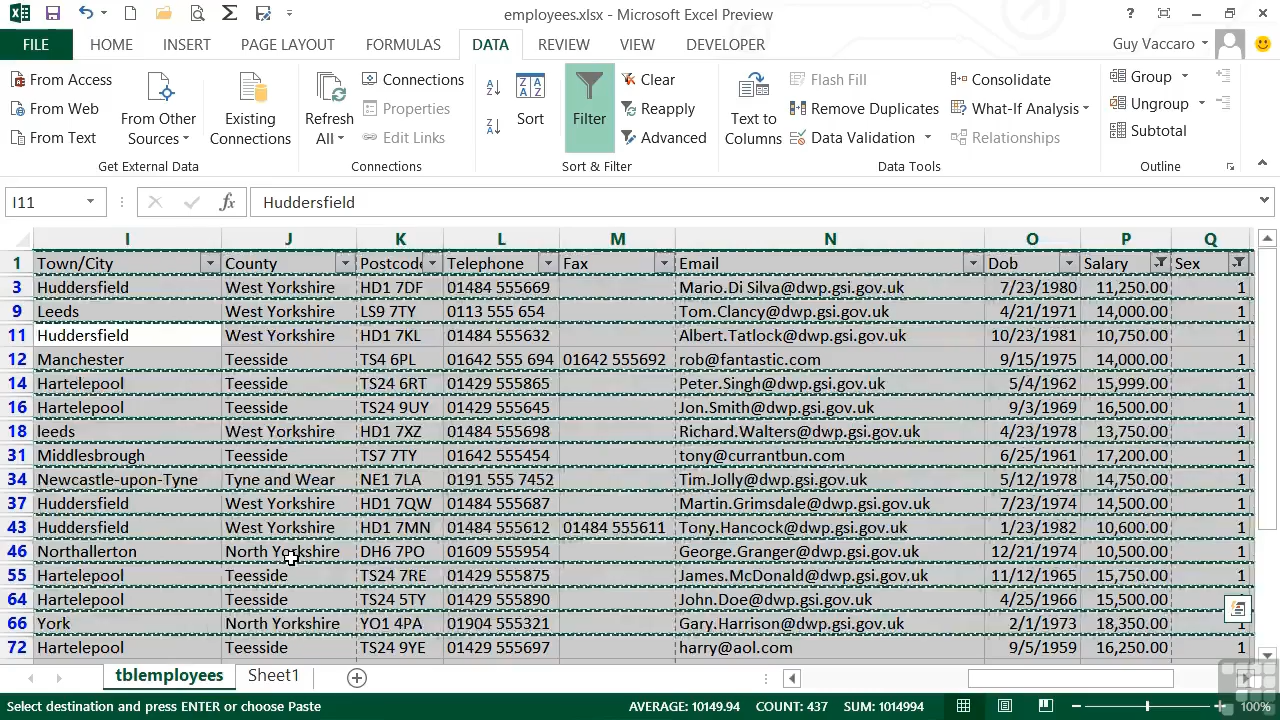 employees.xlsx - Microsoft Excel Preview
FILE HOME INSERT PAGE LAYOUT FORMULAS DATA REVIEW VIEW DEVELOPER Guy Vaccaro
From Access
From Web
From Text
From Other Sources
Existing Connections
Get External Data
Refresh All
Connections
Properties
Edit Links
Connections
Sort
Filter
Clear
Reapply
Advanced
Sort & Filter
Text to Columns
Flash Fill
Remove Duplicates
Data Validation
Consolidate
What-If Analysis
Relationships
Data Tools
Group
Ungroup
Subtotal
Outline
I11 fx Huddersfield
I J K L M N O P Q
1 Town/City County Postcode Telephone Fax Email Dob Salary Sex
3 Huddersfield West Yorkshire HD1 7DF 01484 555669 Mario.Di Silva@dwp.gsi.gov.uk 7/23/1980 11,250.00 1
9 Leeds West Yorkshire LS9 7TY 0113 555 654 Tom.Clancy@dwp.gsi.gov.uk 4/21/1971 14,000.00 1
11 Huddersfield West Yorkshire HD1 7KL 01484 555632 Albert.Tatlock@dwp.gsi.gov.uk 10/23/1981 10,750.00 1
12 Manchester Teesside TS4 6PL 01642 555 694 01642 555692 rob@fantastic.com 9/15/1975 14,000.00 1
14 Hartelepool Teesside TS24 6RT 01429 555865 Peter.Singh@dwp.gsi.gov.uk 5/4/1962 15,999.00 1
16 Hartelepool Teesside TS24 9UY 01429 555645 Jon.Smith@dwp.gsi.gov.uk 9/3/1969 16,500.00 1
18 leeds West Yorkshire HD1 7XZ 01484 555698 Richard.Walters@dwp.gsi.gov.uk 4/23/1978 13,750.00 1
31 Middlesbrough Teesside TS7 7TY 01642 555454 tony@currantbun.com 6/25/1961 17,200.00 1
34 Newcastle-upon-Tyne Tyne and Wear NE1 7LA 0191 555 7452 Tim.Jolly@dwp.gsi.gov.uk 5/12/1978 14,750.00 1
37 Huddersfield West Yorkshire HD1 7QW 01484 555687 Martin.Grimsdale@dwp.gsi.gov.uk 7/23/1974 14,500.00 1
43 Huddersfield West Yorkshire HD1 7MN 01484 555612 01484 555611 Tony.Hancock@dwp.gsi.gov.uk 1/23/1982 10,600.00 1
46 Northallerton North Yorkshire DH6 7PO 01609 555954 George.Granger@dwp.gsi.gov.uk 12/21/1974 10,500.00 1
55 Hartelepool Teesside TS24 7RE 01429 555875 James.McDonald@dwp.gsi.gov.uk 11/12/1965 15,750.00 1
64 Hartelepool Teesside TS24 5TY 01429 555890 John.Doe@dwp.gsi.gov.uk 4/25/1966 15,500.00 1
66 York North Yorkshire YO1 4PA 01904 555321 Gary.Harrison@dwp.gsi.gov.uk 2/1/1973 18,350.00 1
72 Hartelepool Teesside TS24 9YE 01429 555697 harry@aol.com 9/5/1959 16,250.00 1
tblemployees Sheet1
Select destination and press ENTER or choose Paste AVERAGE: 10149.94 COUNT: 437 SUM: 1014994 100%